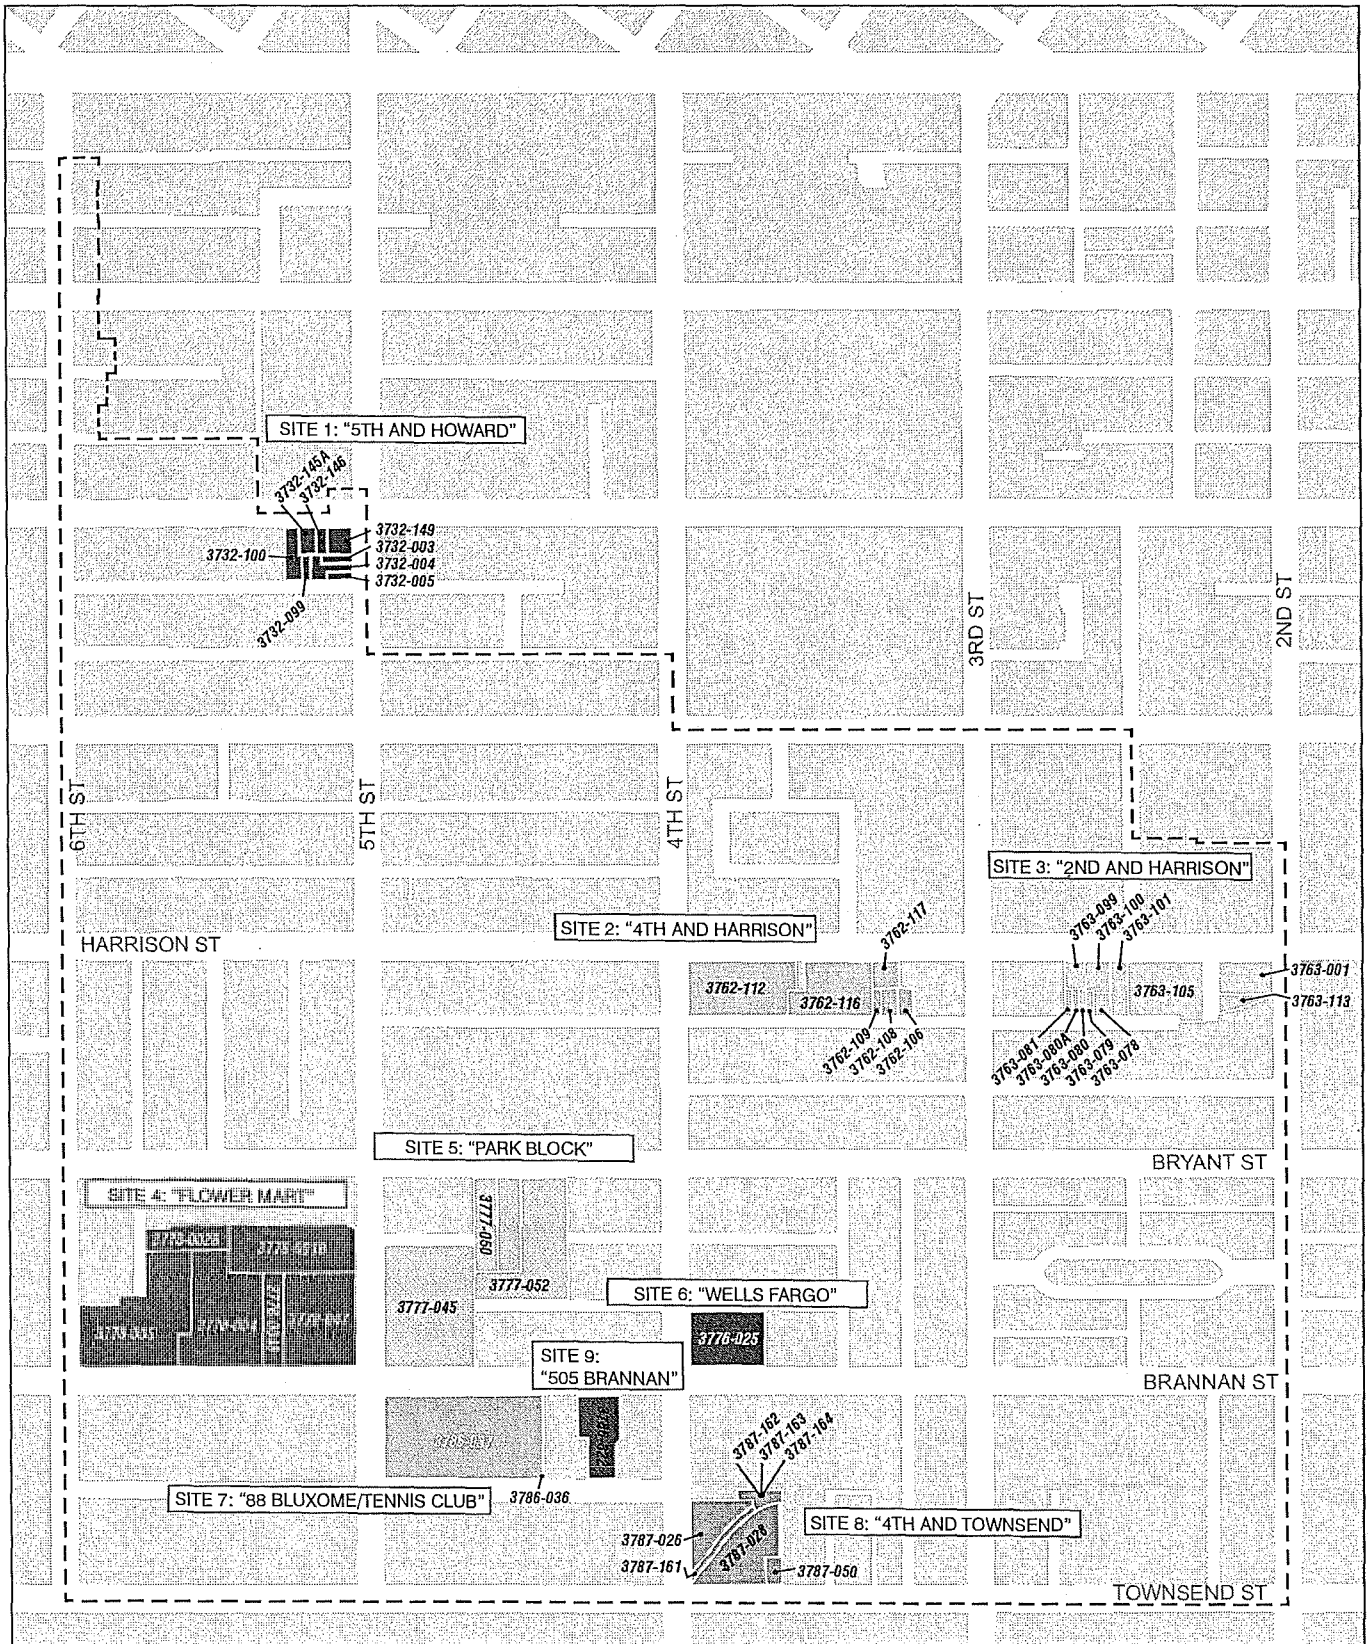 SITE 1: "5TH AND HOWARD"
3732-145A
3732-146
3732-149
3732-003
3732-100
3732-004
3732-005
3732-099
3RD ST
2ND ST
6TH ST
5TH ST
4TH ST
SITE 3: "2ND AND HARRISON"
3763-099
3763-100
3763-101
SITE 2: "4TH AND HARRISON"
3762-117
HARRISON ST
3763-001
3762-112
3762-116
3763-105
3763-113
3762-109
3762-108
3762-106
3763-081
3763-080A
3763-080
3763-079
3763-078
SITE 5: "PARK BLOCK"
BRYANT ST
SITE 4: "FLOWER MART"
3777-050
3777-052
SITE 6: "WELLS FARGO"
3777-045
3776-025
SITE 9:
"505 BRANNAN"
BRANNAN ST
3787-162
3787-163
3787-164
SITE 7: "88 BLUXOME/TENNIS CLUB"
3786-036
3787-026
3787-028
SITE 8: "4TH AND TOWNSEND"
3787-161
3787-050
TOWNSEND ST